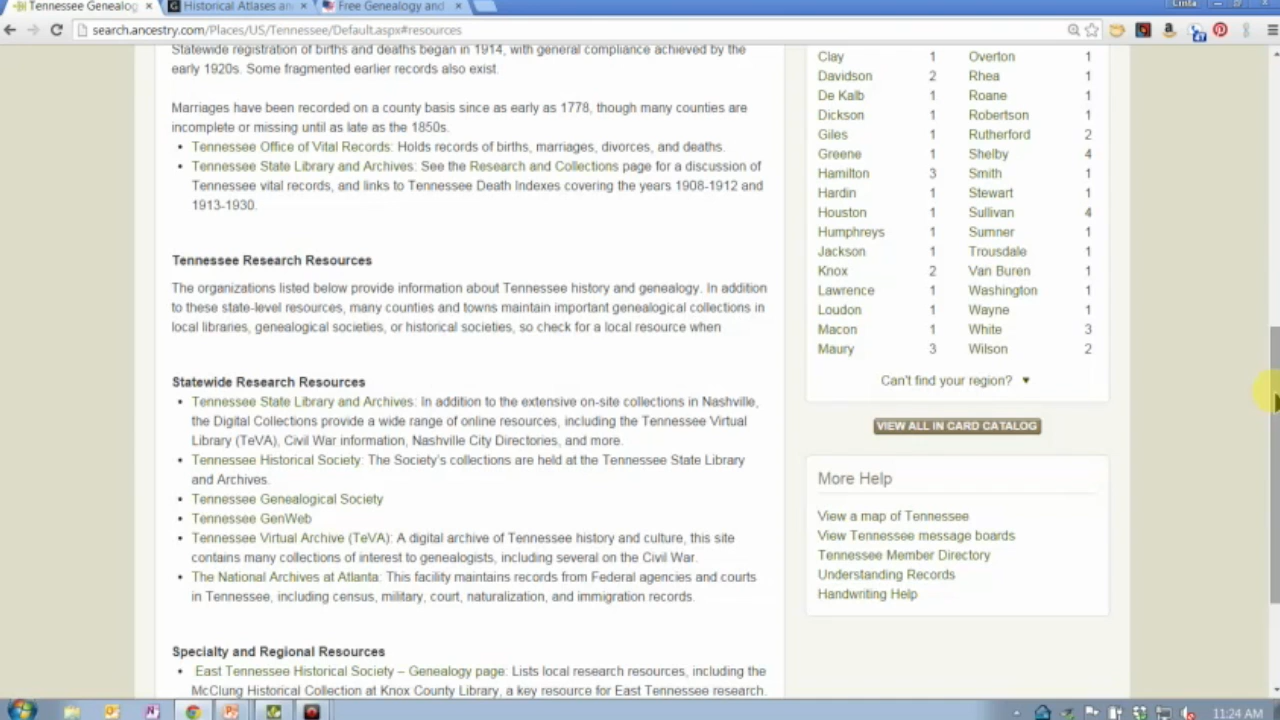 Tennessee Genealog
Historical Atlases an
Free Genealogy and
Cinta
search.ancestry.com/Places/US/Tennessee/Default.aspx#resources
Statewide registration of births and deaths began in 1914, with general compliance achieved by the
early 1920s. Some fragmented earlier records also exist.
Marriages have been recorded on a county basis since as early as 1778, though many counties are
incomplete or missing until as late as the 1850s.
• Tennessee Office of Vital Records: Holds records of births, marriages, divorces, and deaths.
• Tennessee State Library and Archives: See the Research and Collections page for a discussion of
Tennessee vital records, and links to Tennessee Death Indexes covering the years 1908-1912 and
1913-1930.
Tennessee Research Resources
The organizations listed below provide information about Tennessee history and genealogy. In addition
to these state-level resources, many counties and towns maintain important genealogical collections in
local libraries, genealogical societies, or historical societies, so check for a local resource when
Statewide Research Resources
• Tennessee State Library and Archives: In addition to the extensive on-site collections in Nashville,
the Digital Collections provide a wide range of online resources, including the Tennessee Virtual
Library (TeVA), Civil War information, Nashville City Directories, and more.
• Tennessee Historical Society: The Society's collections are held at the Tennessee State Library
and Archives.
• Tennessee Genealogical Society
• Tennessee GenWeb
• Tennessee Virtual Archive (TeVA): A digital archive of Tennessee history and culture, this site
contains many collections of interest to genealogists, including several on the Civil War.
• The National Archives at Atlanta: This facility maintains records from Federal agencies and courts
in Tennessee, including census, military, court, naturalization, and immigration records.
Specialty and Regional Resources
• East Tennessee Historical Society – Genealogy page: Lists local research resources, including the
McClung Historical Collection at Knox County Library, a key resource for East Tennessee research.
Clay 1 Overton 1
Davidson 2 Rhea 1
De Kalb 1 Roane 1
Dickson 1 Robertson 1
Giles 1 Rutherford 2
Greene 1 Shelby 4
Hamilton 3 Smith 1
Hardin 1 Stewart 1
Houston 1 Sullivan 4
Humphreys 1 Sumner 1
Jackson 1 Trousdale 1
Knox 2 Van Buren 1
Lawrence 1 Washington 1
Loudon 1 Wayne 1
Macon 1 White 3
Maury 3 Wilson 2
Can't find your region?
VIEW ALL IN CARD CATALOG
More Help
View a map of Tennessee
View Tennessee message boards
Tennessee Member Directory
Understanding Records
Handwriting Help
11:24 AM